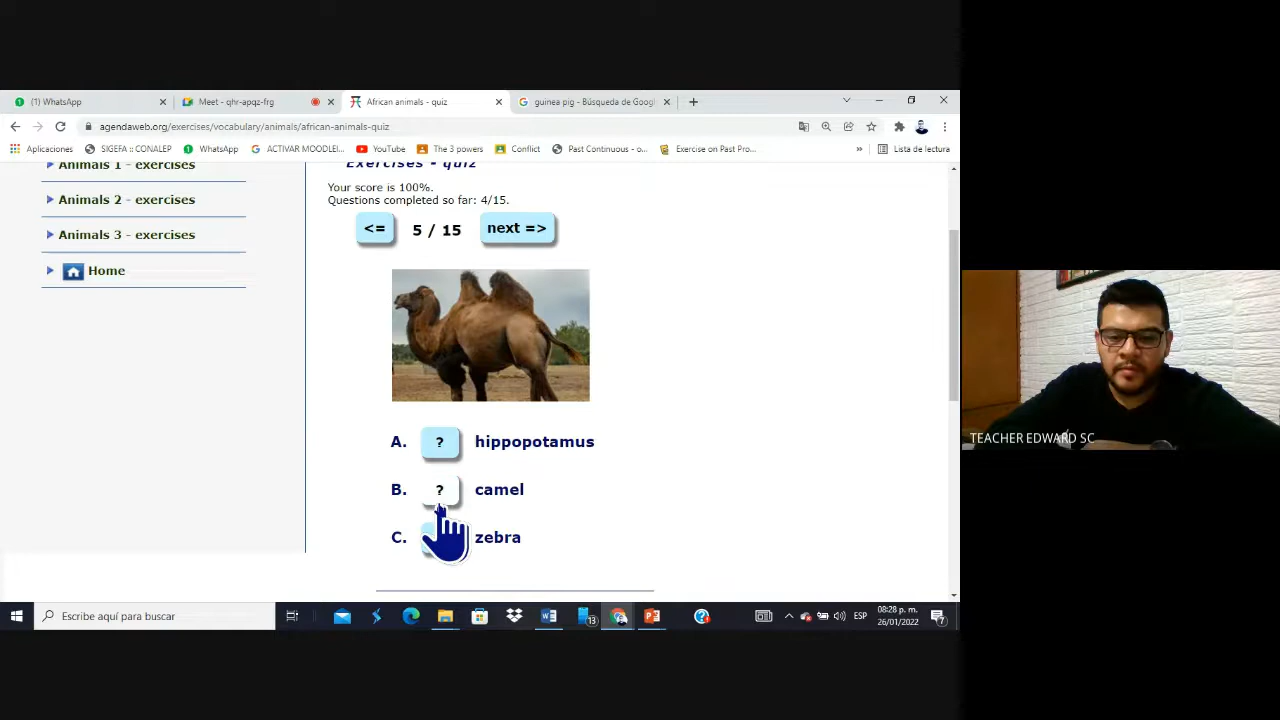 (1) WhatsApp
Meet - qhr-apqz-frg
African animals - quiz
guinea pig - Búsqueda de Googl
agendaweb.org/exercises/vocabulary/animals/african-animals-quiz
Aplicaciones
SIGEFA :: CONALEP
WhatsApp
ACTIVAR MOODLEI...
YouTube
The 3 powers
Conflict
Past Continuous - o...
Exercise on Past Pro...
»
Lista de lectura
Animals 1 - exercises
Animals 2 - exercises
Animals 3 - exercises
Home
Exercises - quiz
Your score is 100%.
Questions completed so far: 4/15.
<= 5 / 15 next =>
A. ? hippopotamus
B. ? camel
C. zebra
TEACHER EDWARD SC
Escribe aquí para buscar
13
ESP
08:28 p. m.
26/01/2022
7